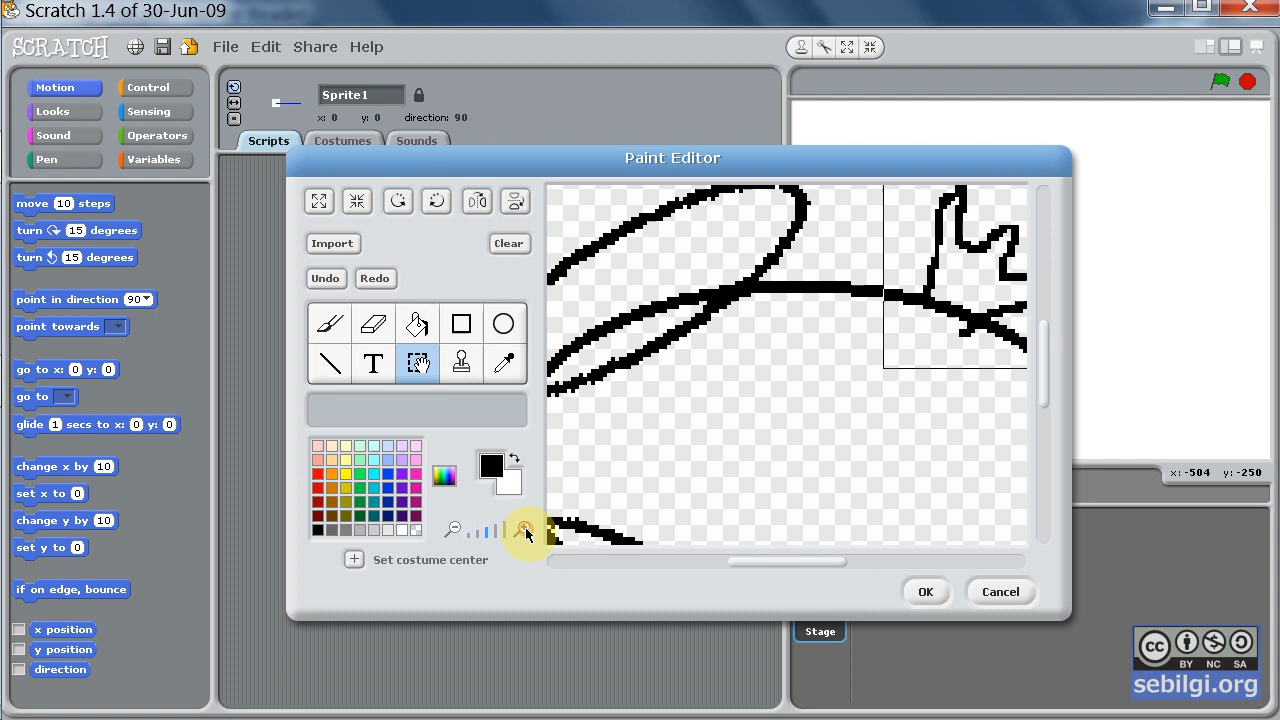 Scratch 1.4 of 30-Jun-09
SCRATCH
File Edit Share Help
Motion Control
Looks Sensing
Sound Operators
Pen Variables
Sprite1
x: 0 y: 0 direction: 90
Scripts Costumes Sounds
move 10 steps
turn 15 degrees
turn 15 degrees
point in direction 90
point towards
go to x: 0 y: 0
go to
glide 1 secs to x: 0 y: 0
change x by 10
set x to 0
change y by 10
set y to 0
if on edge, bounce
x position
y position
direction
Paint Editor
Import Clear
Undo Redo
T
Set costume center
OK Cancel
x: -504 y: -250
Stage
cc
BY NC SA
sebilgi.org